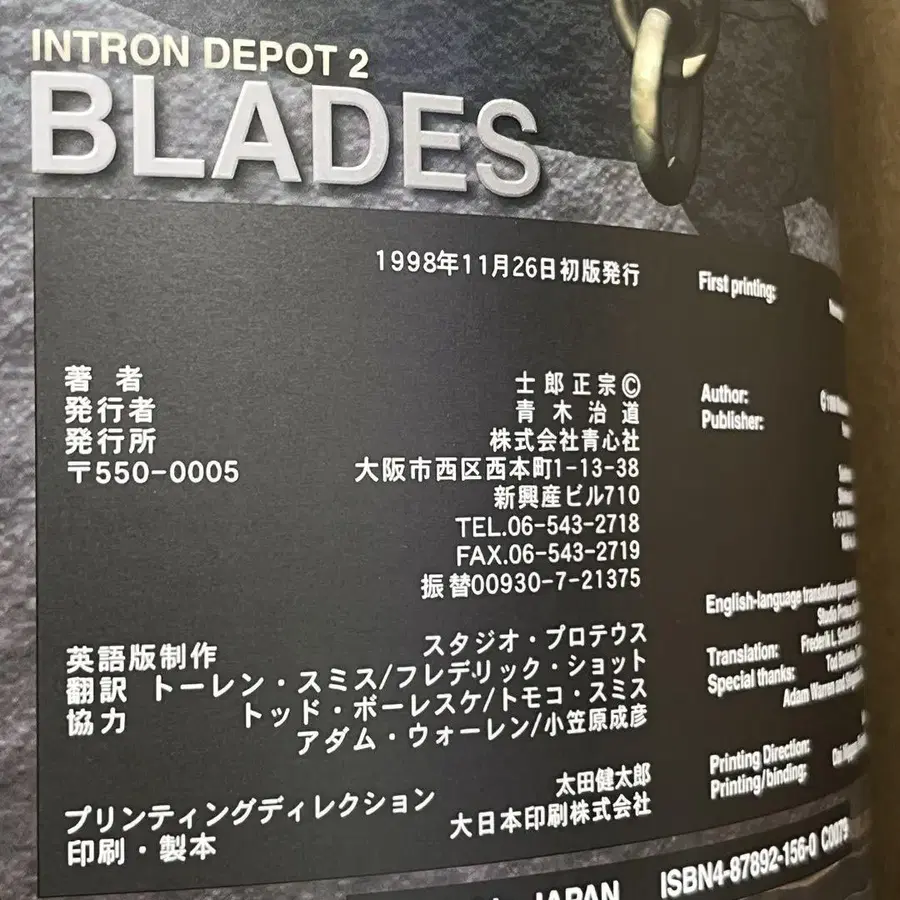 INTRON DEPOT 2
BLADES
1998年11月26日初版発行
著者 士郎正宗©
発行者 青木治道
発行所 株式会社青心社
〒550-0005 大阪市西区西本町1-13-38
新興産ビル710
TEL.06-543-2718
FAX.06-543-2719
振替00930-7-21375
英語版制作 スタジオ・プロテウス
翻訳 トーレン・スミス/フレデリック・ショット
協力 トッド・ボーレスケ/トモコ・スミス
アダム・ウォーレン/小笠原成彦
プリンティングディレクション 太田健太郎
印刷・製本 大日本印刷株式会社
First printing:
Author:
Publisher:
English-language translation
Studio
Translation: Frederik L.
Special thanks:
Adam Warren and
Printing Direction:
Printing/binding:
JAPAN
ISBN4-87892-156-0 C0079